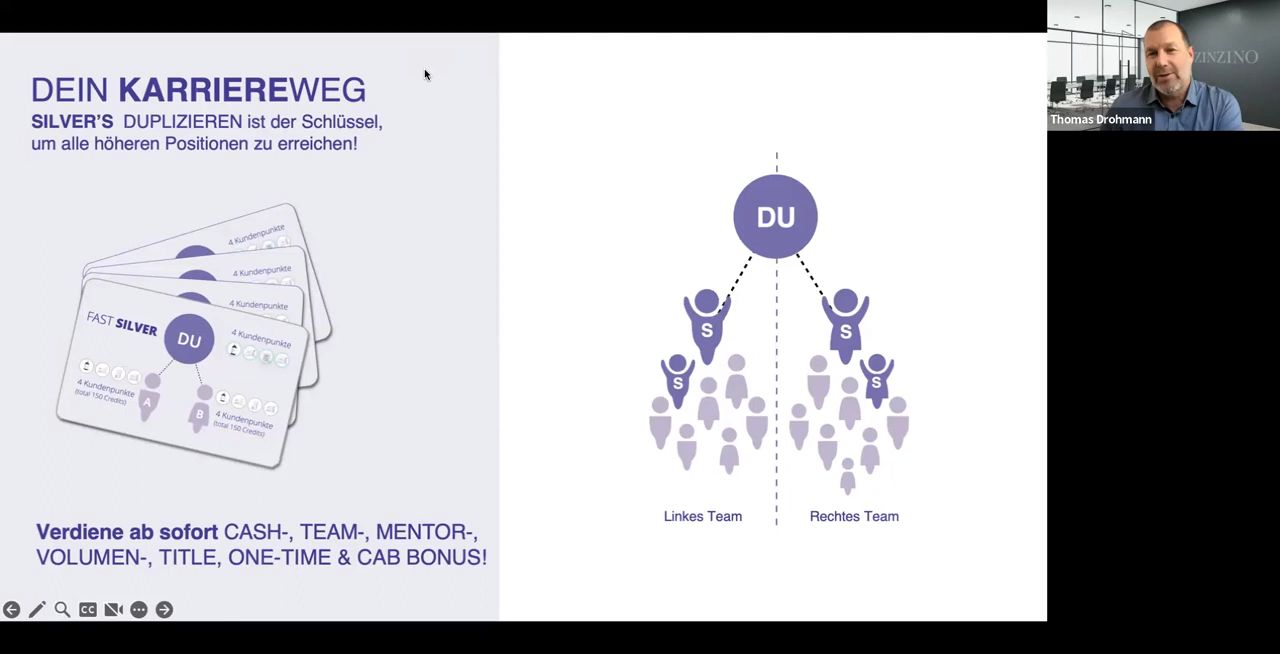 DEIN KARRIEREWEG
SILVER'S DUPLIZIEREN ist der Schlüssel,
um alle höheren Positionen zu erreichen!
4 Kundenpunkte
4 Kundenpunkte
4 Kundenpunkte
FAST SILVER
DU
4 Kundenpunkte
4 Kundenpunkte
(total 150 Credits)
A
B
4 Kundenpunkte
(total 150 Credits)
Verdiene ab sofort CASH-, TEAM-, MENTOR-,
VOLUMEN-, TITLE, ONE-TIME & CAB BONUS!
CC
DU
S
S
S
S
Linkes Team
Rechtes Team
ZINZINO
Thomas Drohmann